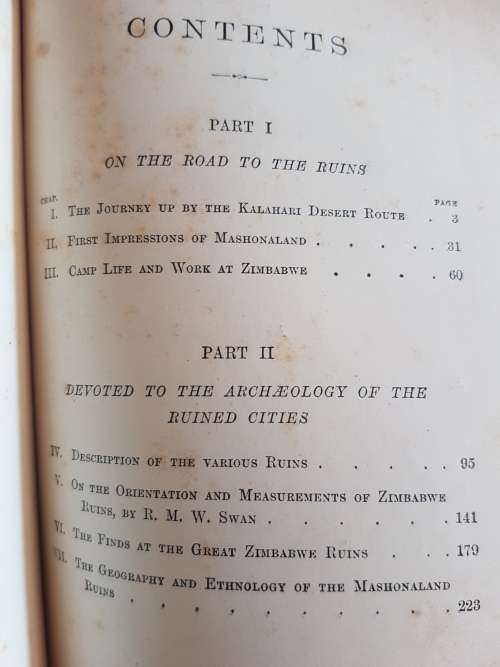 CONTENTS
PART I
ON THE ROAD TO THE RUINS
CHAP. PAGE
I. THE JOURNEY UP BY THE KALAHARI DESERT ROUTE . 3
II. FIRST IMPRESSIONS OF MASHONALAND . . . . . 31
III. CAMP LIFE AND WORK AT ZIMBABWE . . . . 60
PART II
DEVOTED TO THE ARCHÆOLOGY OF THE
RUINED CITIES
IV. DESCRIPTION OF THE VARIOUS RUINS . . . . . . 95
V. ON THE ORIENTATION AND MEASUREMENTS OF ZIMBABWE
RUINS, BY R. M. W. SWAN . . . . . . 141
VI. THE FINDS AT THE GREAT ZIMBABWE RUINS . . . 179
VII. THE GEOGRAPHY AND ETHNOLOGY OF THE MASHONALAND
RUINS . . . . . . . . . . 223